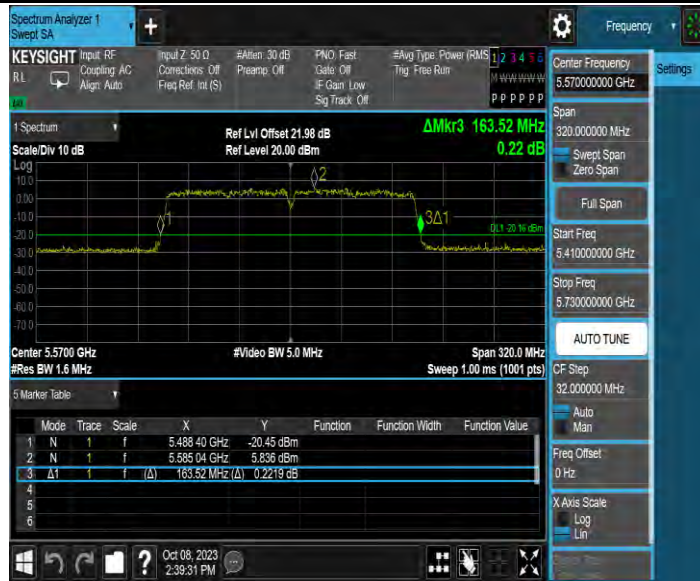 Spectrum Analyzer 1
Swept SA
+
Frequency
KEYSIGHT
RL
Input: RF
Coupling: AC
Align: Auto
Input Z: 50 Ω
Corrections: Off
Freq Ref: Int (S)
#Atten: 30 dB
Preamp: Off
PNO: Fast
Gate: Off
IF Gain: Low
Sig Track: Off
#Avg Type: Power (RMS
Trig: Free Run
1 2 3 4 5 6
M W W W W W
P P P P P P
Center Frequency
5.570000000 GHz
Settings
Span
320.000000 MHz
Swept Span
Zero Span
Full Span
Start Freq
5.410000000 GHz
Stop Freq
5.730000000 GHz
AUTO TUNE
CF Step
32.000000 MHz
Auto
Man
Freq Offset
0 Hz
X Axis Scale
Log
Lin
1 Spectrum
Scale/Div 10 dB
Ref Lvl Offset 21.98 dB
Ref Level 20.00 dBm
ΔMkr3 163.52 MHz
0.22 dB
Log
10.0
0.00
-10.0
-20.0
-30.0
-40.0
-50.0
-60.0
-70.0
1
2
3Δ1
DL1 -20.16 dBm
Center 5.5700 GHz
#Video BW 5.0 MHz
Span 320.0 MHz
#Res BW 1.6 MHz
Sweep 1.00 ms (1001 pts)
5 Marker Table
Mode Trace Scale X Y Function Function Width Function Value
1 N 1 f 5.488 40 GHz -20.45 dBm
2 N 1 f 5.585 04 GHz 5.836 dBm
3 Δ1 1 f (Δ) 163.52 MHz (Δ) 0.2219 dB
4
5
6
?
Oct 08, 2023
2:39:31 PM